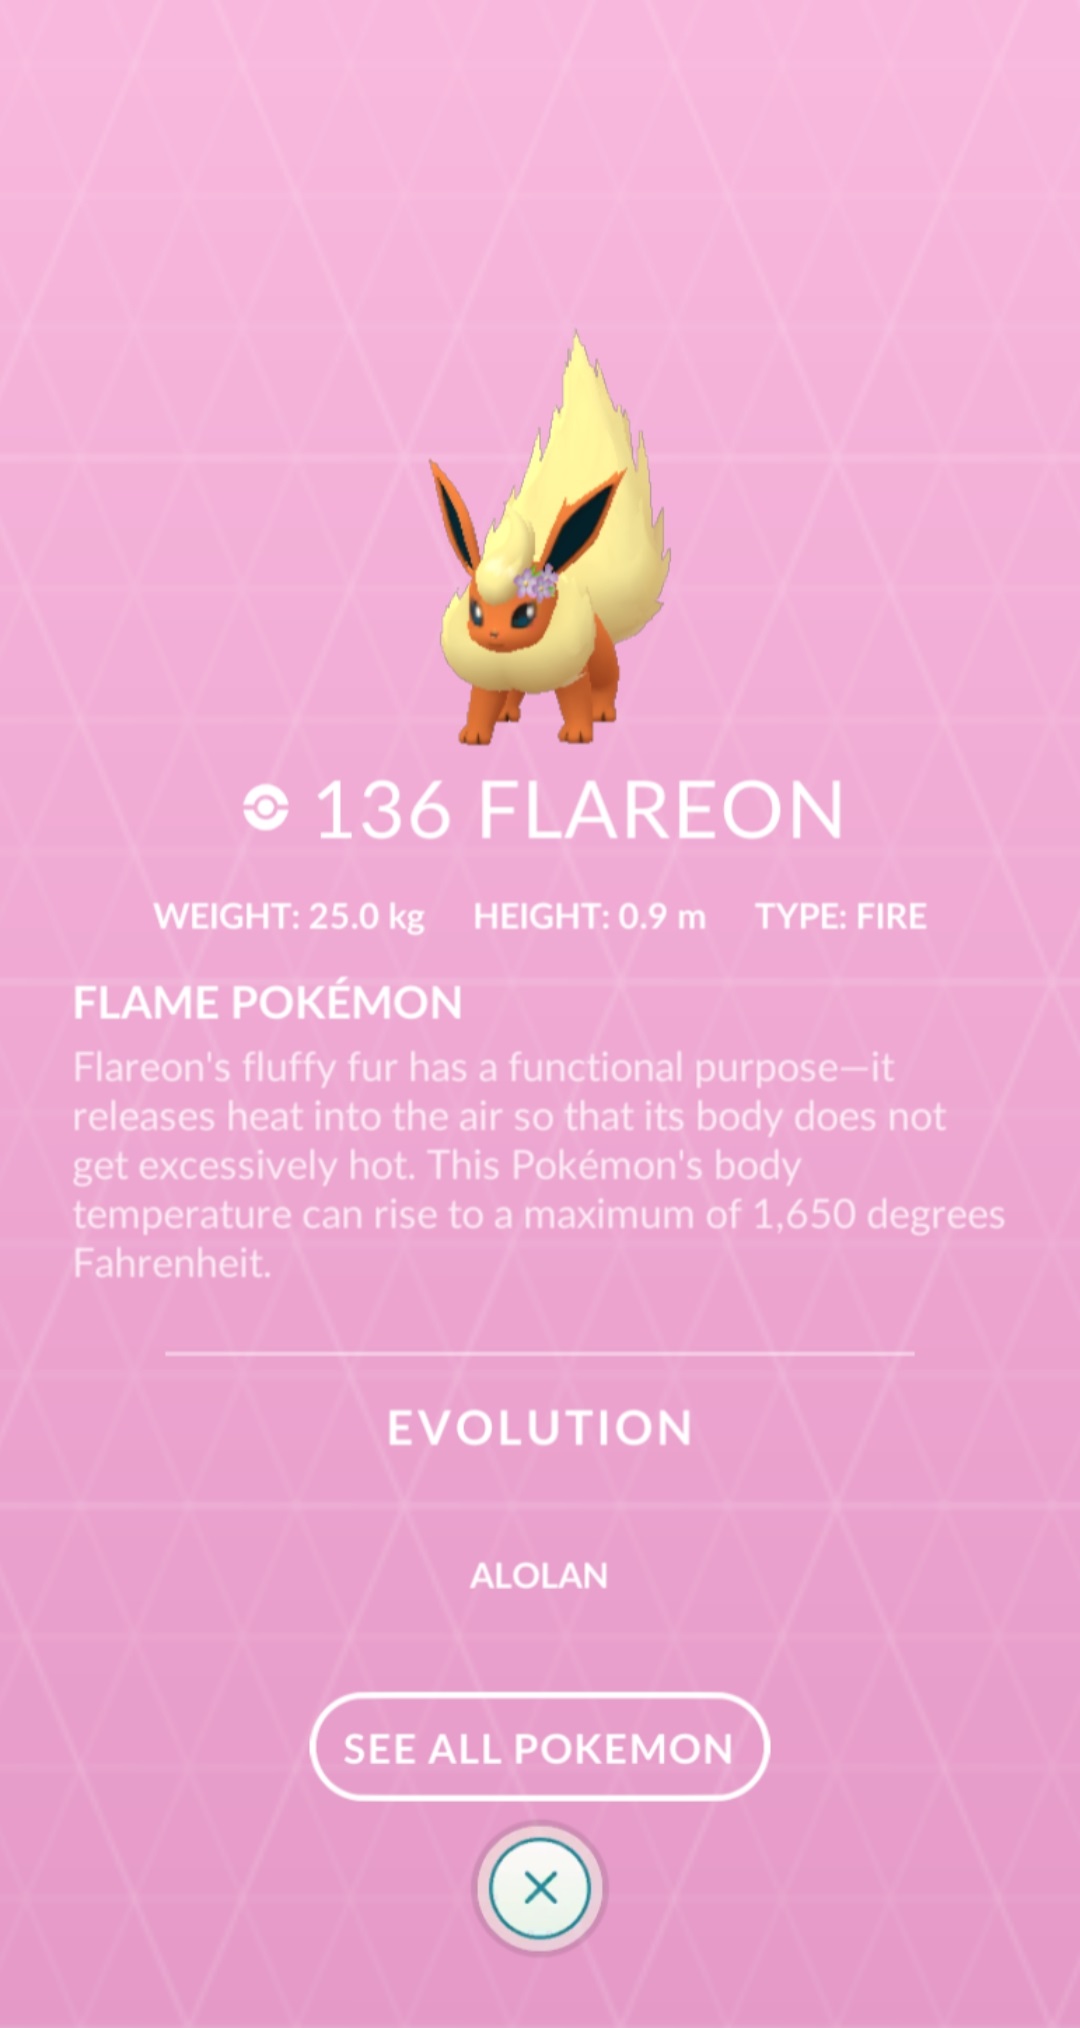 136 FLAREON
WEIGHT: 25.0 kg HEIGHT: 0.9 m TYPE: FIRE
FLAME POKÉMON
Flareon's fluffy fur has a functional purpose—it
releases heat into the air so that its body does not
get excessively hot. This Pokémon's body
temperature can rise to a maximum of 1,650 degrees
Fahrenheit.
EVOLUTION
ALOLAN
SEE ALL POKEMON